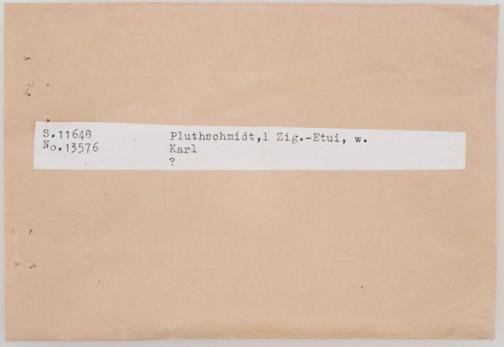 S.11648 Pluthschmidt,1 Zig.-Etui, w.
No.13576 Karl
?